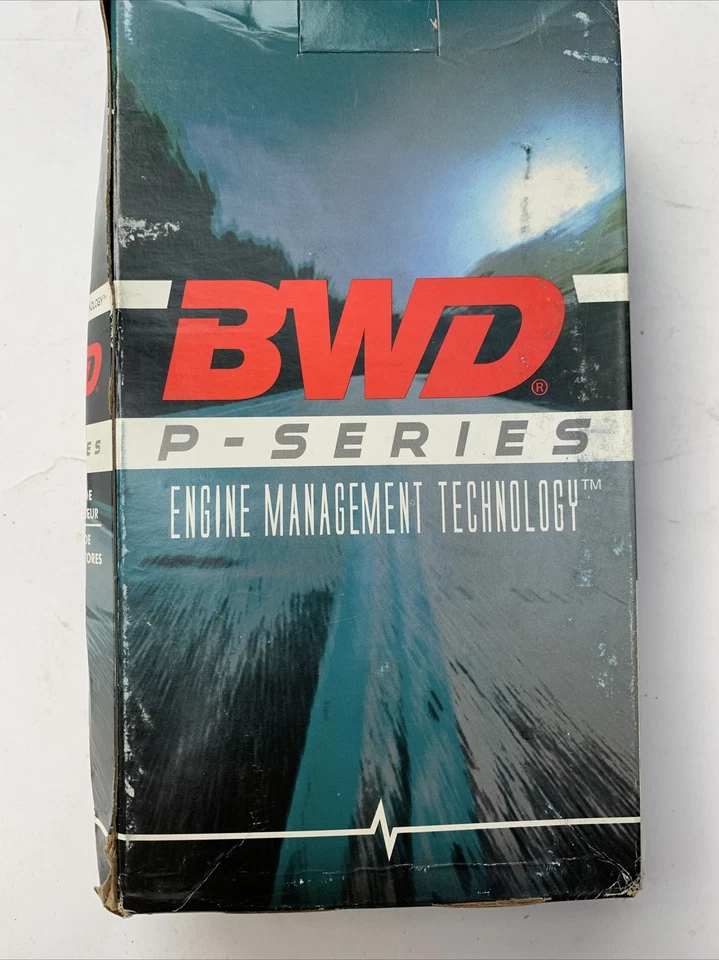 BWD®
P-SERIES
ENGINE MANAGEMENT TECHNOLOGY™